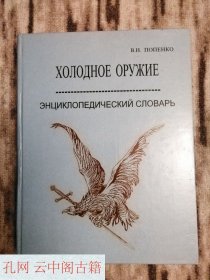 В.Н. ПОПЕНКО
ХОЛОДНОЕ ОРУЖИЕ
ЭНЦИКЛОПЕДИЧЕСКИЙ СЛОВАРЬ
孔网 云中阁古籍